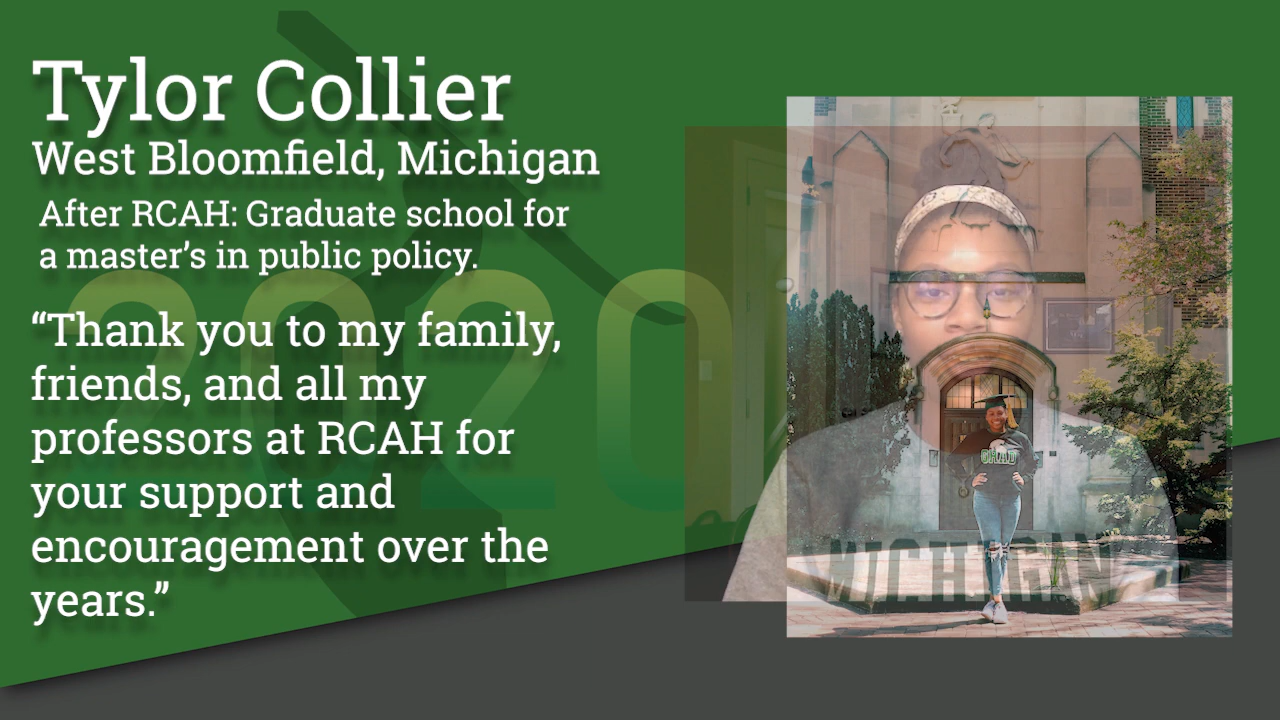 Tylor Collier
West Bloomfield, Michigan
After RCAH: Graduate school for
a master’s in public policy.
2020
“Thank you to my family,
friends, and all my
professors at RCAH for
your support and
encouragement over the
years.”
GRAD
MICHIGAN